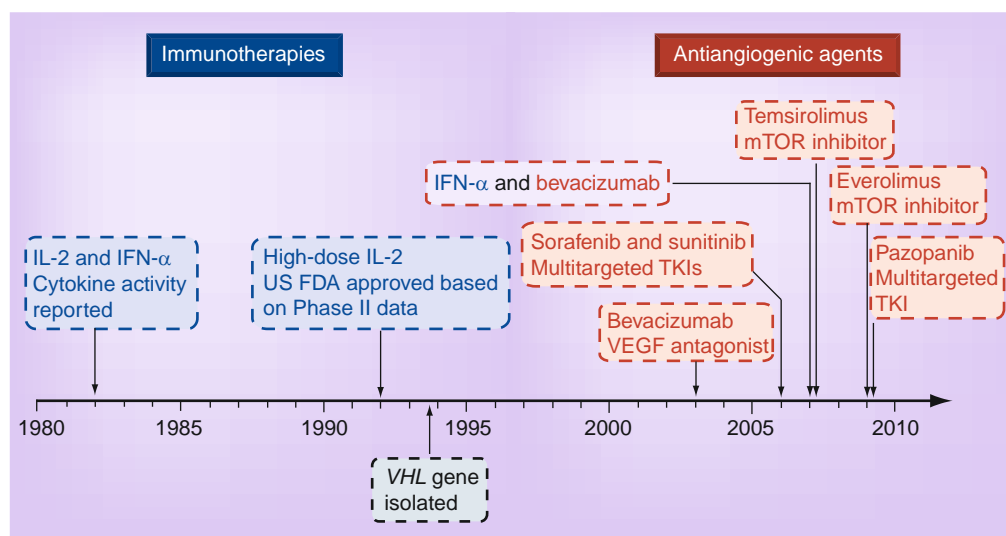 Immunotherapies
Antiangiogenic agents
Temsirolimus
mTOR inhibitor
IFN-α and bevacizumab
Everolimus
mTOR inhibitor
IL-2 and IFN-α
Cytokine activity
reported
High-dose IL-2
US FDA approved based
on Phase II data
Sorafenib and sunitinib
Multitargeted TKIs
Pazopanib
Multitargeted
TKI
Bevacizumab
VEGF antagonist
1980 1985 1990 1995 2000 2005 2010
VHL gene
isolated